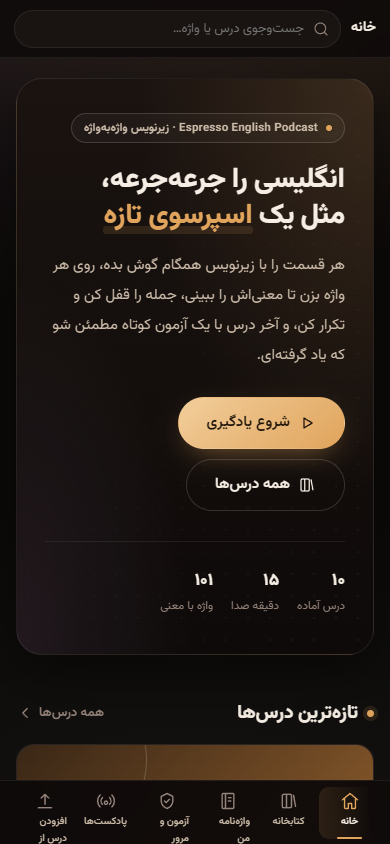 خانه
جست‌وجوی درس یا واژه...
Espresso English Podcast · زیرنویس واژه‌به‌واژه
انگلیسی را جرعه‌جرعه،
مثل یک اسپرسوی تازه
هر قسمت را با زیرنویس همگام گوش بده، روی هر
واژه بزن تا معنی‌اش را ببینی، جمله را قفل کن و
تکرار کن، و آخر درس با یک آزمون کوتاه مطمئن شو
که یاد گرفته‌ای.
شروع یادگیری
همه درس‌ها
۱۰ ۱۵ ۱۰۱
درس آماده دقیقه صدا واژه با معنی
تازه‌ترین درس‌ها همه درس‌ها
خانه کتابخانه واژه‌نامه آزمون و پادکست‌ها افزودن
من مرور درس از